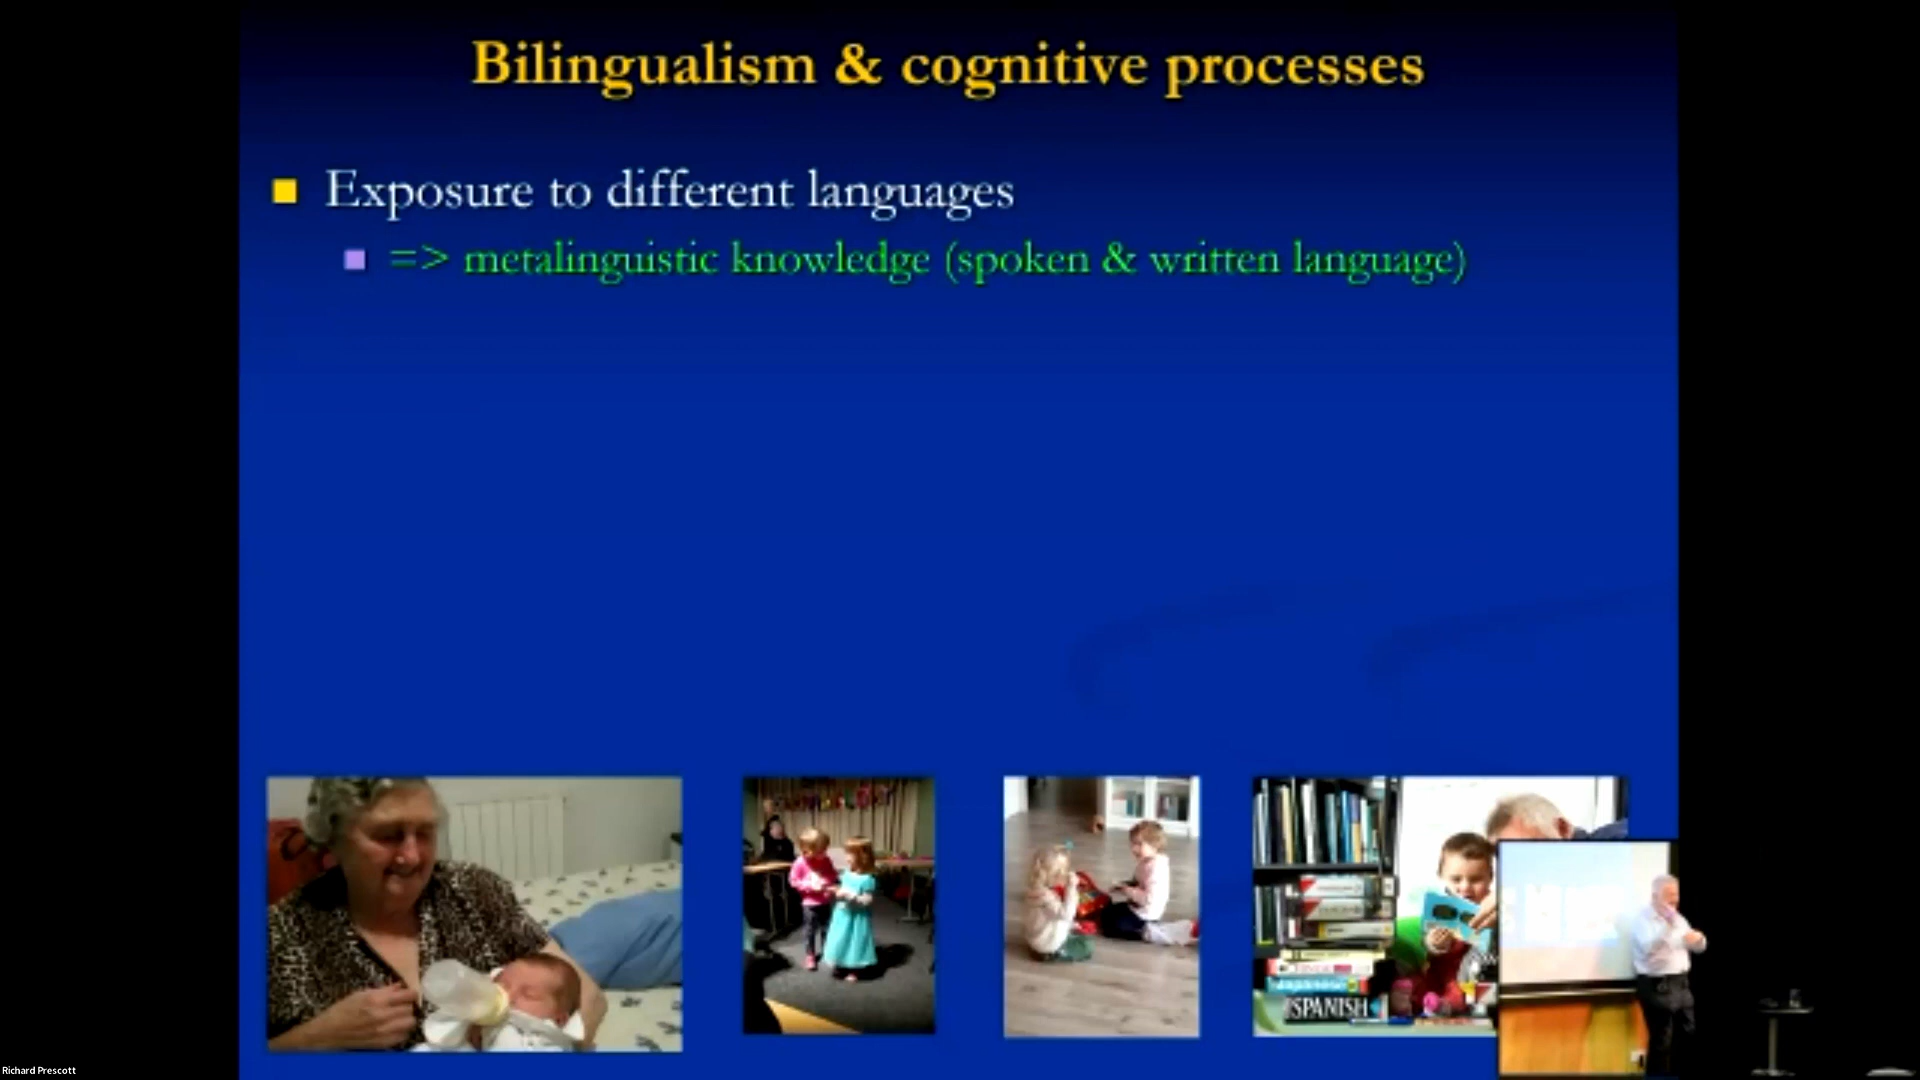 Bilingualism & cognitive processes
Exposure to different languages
=> metalinguistic knowledge (spoken & written language)
SPANISH
Richard Prescott